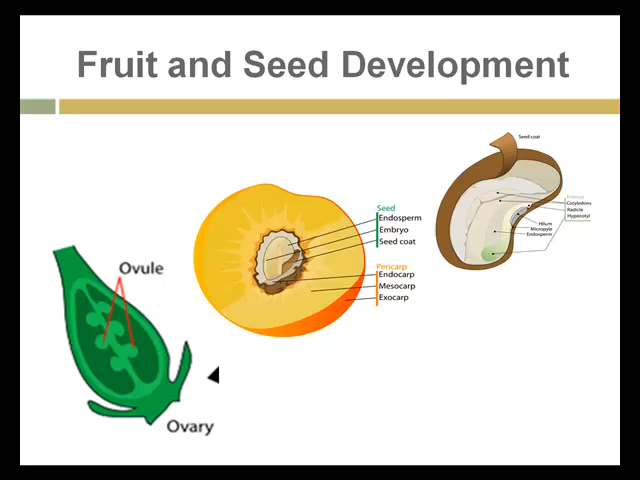 Fruit and Seed Development
Seed coat
Seed
Endosperm
Embryo
Seed coat
Pericarp
Endocarp
Mesocarp
Exocarp
Cotyledons
Radicle
Hypocotyl
Hilum
Micropyle
Endosperm
Ovule
Ovary